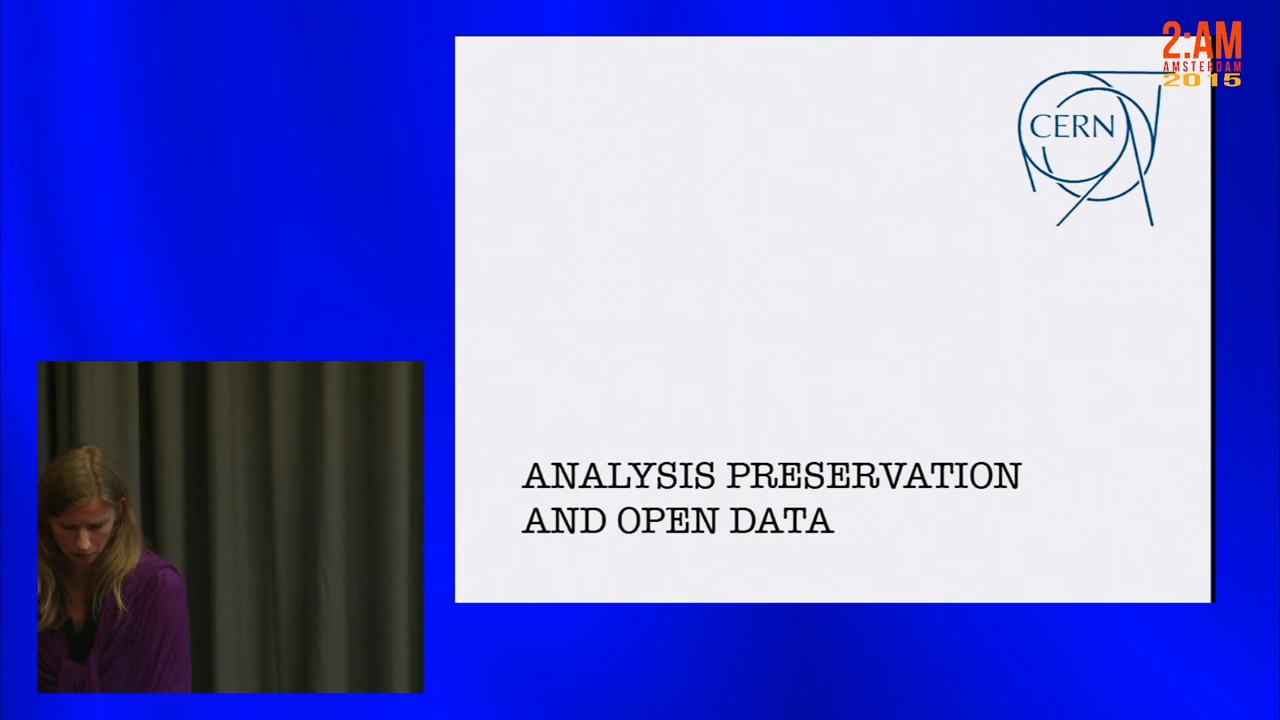 2:AM
AMSTERDAM
2015
CERN
ANALYSIS PRESERVATION
AND OPEN DATA